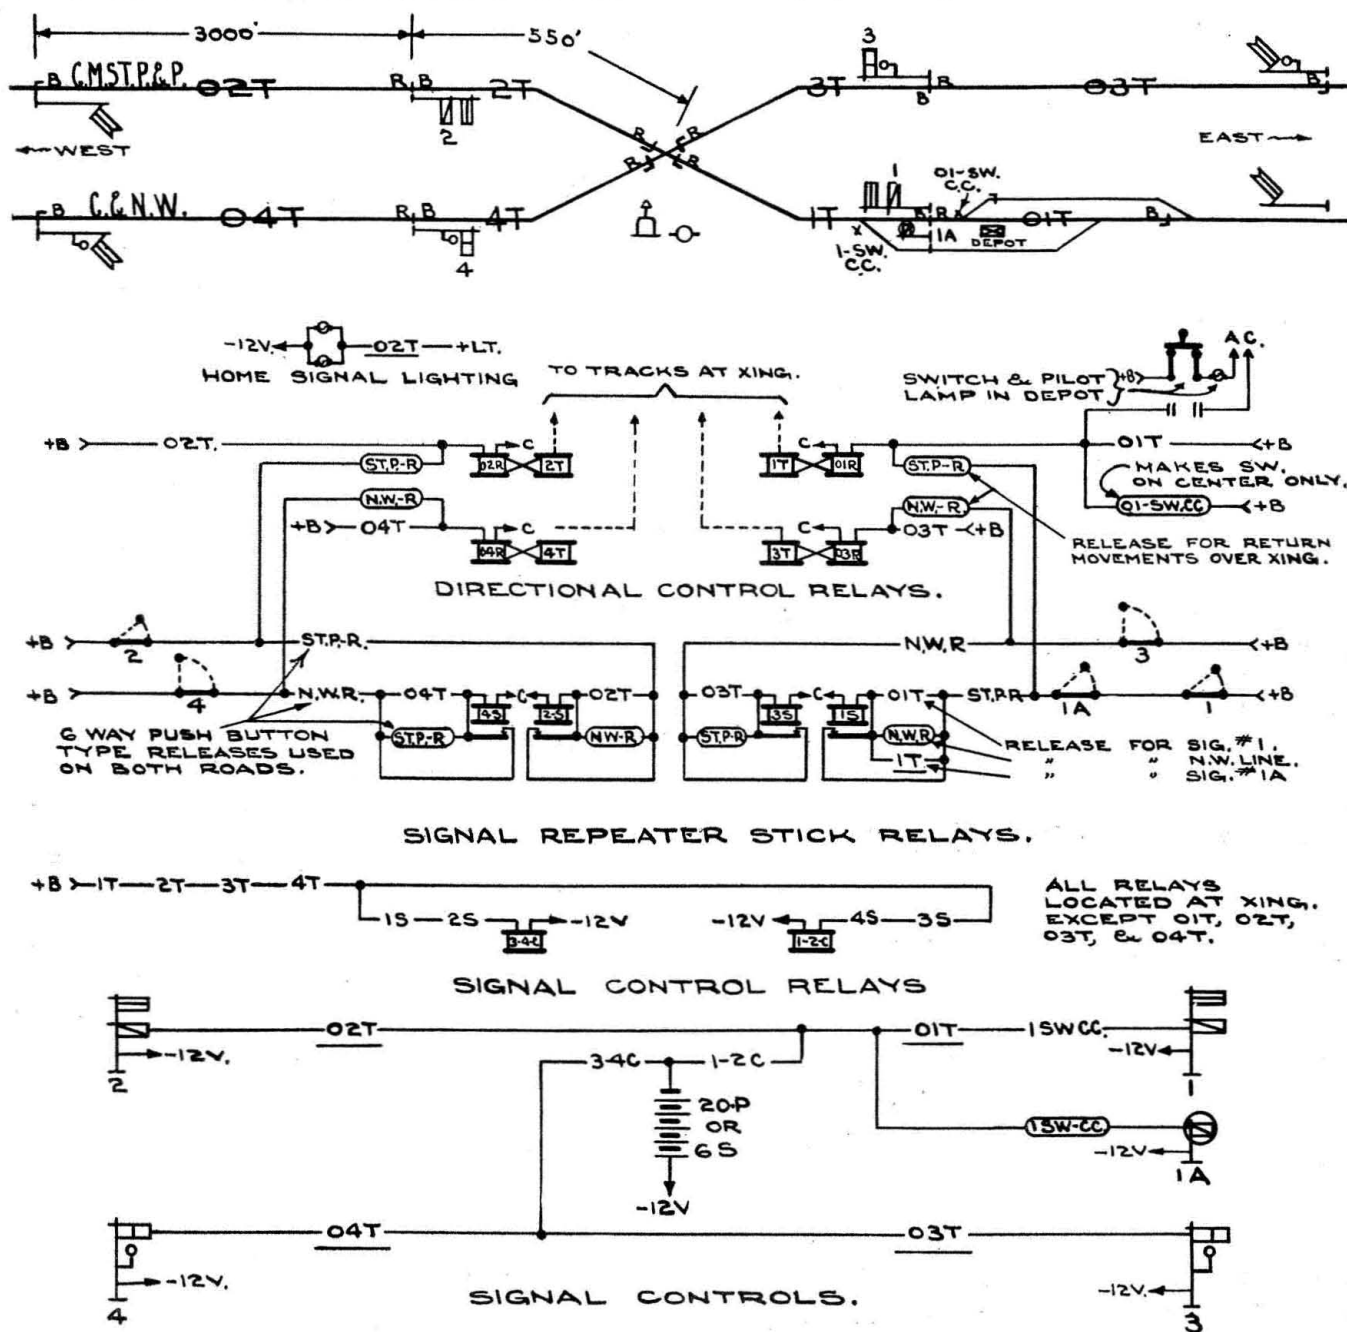 3000'
550'
3
B C.M.ST.P.&P. 02T R B 2T
3T B R 03T B
2
R R R R
WEST
EAST
B C.&N.W. 04T R B 4T
1T B R 01T B
1
01-SW.
C.C.
1A
DEPOT
1-SW.
C.C.
4
-12V. 02T +LT.
HOME SIGNAL LIGHTING
TO TRACKS AT XING.
A.C.
SWITCH & PILOT
LAMP IN DEPOT
+B
+B 02T. C 02R 2T
ST.P.-R
N.W.-R
+B 04T C 04R 4T
C 1T 01R 01T +B
ST.P-R
N.W.-R
C 3T 03R 03T +B
MAKES SW.
ON CENTER ONLY.
01-SW.CC +B
RELEASE FOR RETURN
MOVEMENTS OVER XING.
DIRECTIONAL CONTROL RELAYS.
+B 2 ST.P.-R.
N.W.R 3 +B
+B 4 N.W.R. 04T 4S C 2-S 02T
ST.P.-R NW-R
03T 3S C 1S 01T ST.P.R 1A 1 +B
ST.P-R N.W.R
1T
6 WAY PUSH BUTTON
TYPE RELEASES USED
ON BOTH ROADS.
RELEASE FOR SIG. #1.
" " N.W. LINE.
" " SIG. #1A
SIGNAL REPEATER STICK RELAYS.
+B 1T 2T 3T 4T
1S 2S 3-4-C -12V
-12V 1-2-C 4S 3S
ALL RELAYS
LOCATED AT XING.
EXCEPT 01T, 02T,
03T, & 04T.
SIGNAL CONTROL RELAYS
02T 01T 1SWCC.
-12V. -12V
2 1
3-4C 1-2C
20-P
OR
6 S
-12V
1SW-CC.
-12V
1A
04T 03T
-12V. -12V
4 3
SIGNAL CONTROLS.